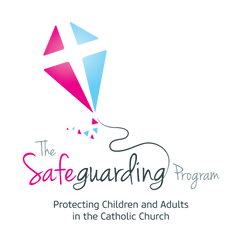 The
Safeguarding Program
Protecting Children and Adults
in the Catholic Church